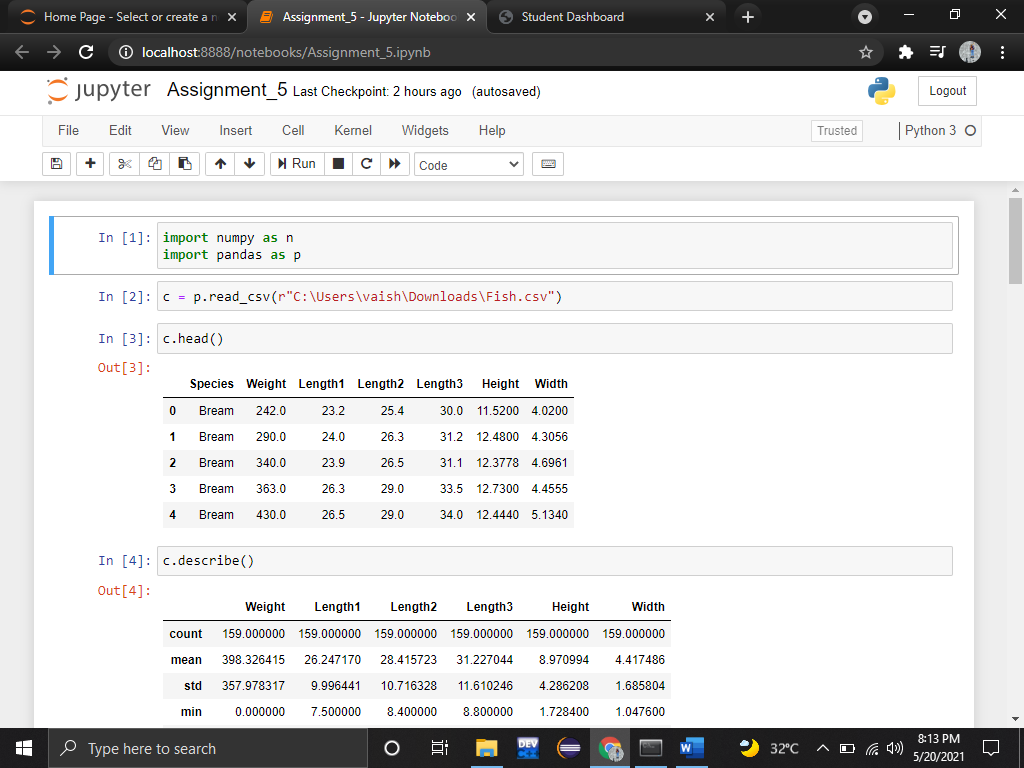 Home Page - Select or create a n
Assignment_5 - Jupyter Noteboo
Student Dashboard
localhost:8888/notebooks/Assignment_5.ipynb
jupyter Assignment_5 Last Checkpoint: 2 hours ago (autosaved)
Logout
File Edit View Insert Cell Kernel Widgets Help
Trusted
Python 3
Run
Code
In [1]: import numpy as n
import pandas as p
In [2]: c = p.read_csv(r"C:\Users\vaish\Downloads\Fish.csv")
In [3]: c.head()
Out[3]:
Species Weight Length1 Length2 Length3 Height Width
0 Bream 242.0 23.2 25.4 30.0 11.5200 4.0200
1 Bream 290.0 24.0 26.3 31.2 12.4800 4.3056
2 Bream 340.0 23.9 26.5 31.1 12.3778 4.6961
3 Bream 363.0 26.3 29.0 33.5 12.7300 4.4555
4 Bream 430.0 26.5 29.0 34.0 12.4440 5.1340
In [4]: c.describe()
Out[4]:
Weight Length1 Length2 Length3 Height Width
count 159.000000 159.000000 159.000000 159.000000 159.000000 159.000000
mean 398.326415 26.247170 28.415723 31.227044 8.970994 4.417486
std 357.978317 9.996441 10.716328 11.610246 4.286208 1.685804
min 0.000000 7.500000 8.400000 8.800000 1.728400 1.047600
Type here to search
DEV
W
32°C
8:13 PM
5/20/2021